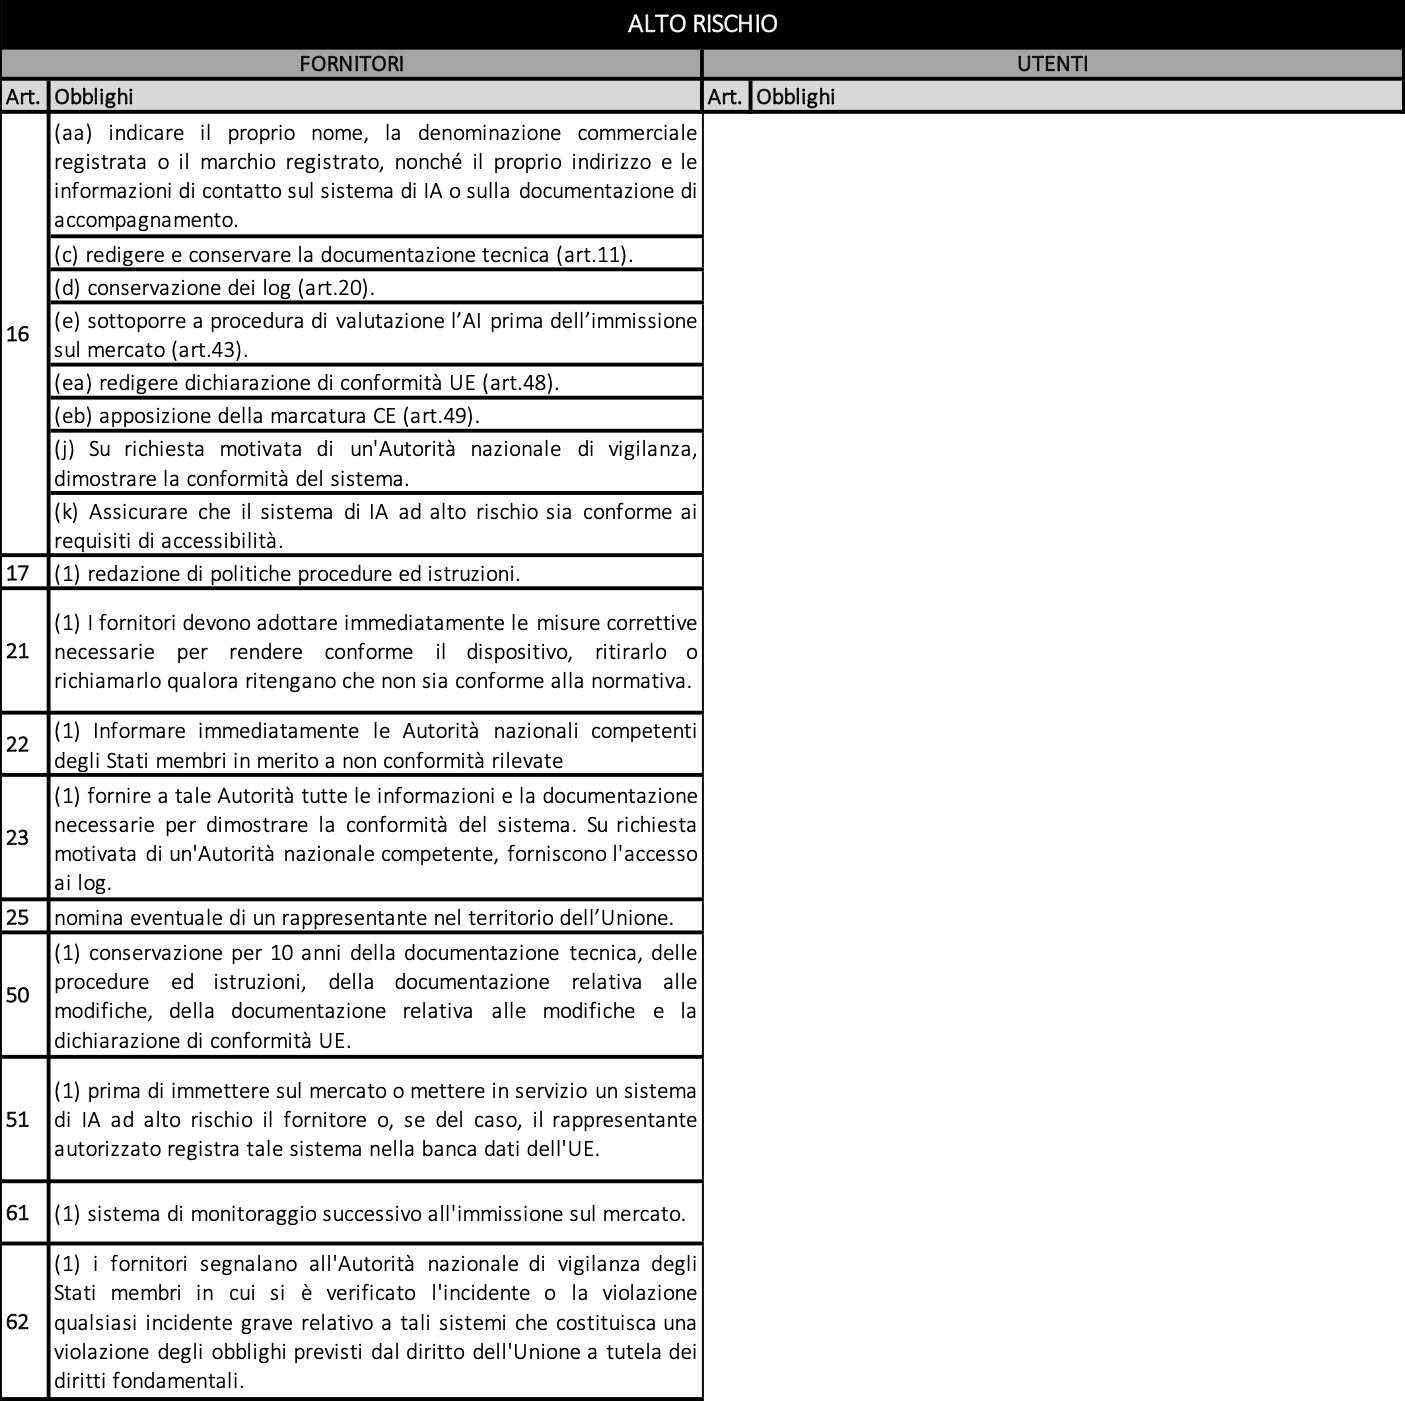 ALTO RISCHIO
FORNITORI
UTENTI
Art.
Obblighi
Art.
Obblighi
16
(aa) indicare il proprio nome, la denominazione commerciale
registrata o il marchio registrato, nonché il proprio indirizzo e le
informazioni di contatto sul sistema di IA o sulla documentazione di
accompagnamento.
(c) redigere e conservare la documentazione tecnica (art.11).
(d) conservazione dei log (art.20).
(e) sottoporre a procedura di valutazione l’AI prima dell’immissione
sul mercato (art.43).
(ea) redigere dichiarazione di conformità UE (art.48).
(eb) apposizione della marcatura CE (art.49).
(j) Su richiesta motivata di un'Autorità nazionale di vigilanza,
dimostrare la conformità del sistema.
(k) Assicurare che il sistema di IA ad alto rischio sia conforme ai
requisiti di accessibilità.
17
(1) redazione di politiche procedure ed istruzioni.
21
(1) I fornitori devono adottare immediatamente le misure correttive
necessarie per rendere conforme il dispositivo, ritirarlo o
richiamarlo qualora ritengano che non sia conforme alla normativa.
22
(1) Informare immediatamente le Autorità nazionali competenti
degli Stati membri in merito a non conformità rilevate
23
(1) fornire a tale Autorità tutte le informazioni e la documentazione
necessarie per dimostrare la conformità del sistema. Su richiesta
motivata di un'Autorità nazionale competente, forniscono l'accesso
ai log.
25
nomina eventuale di un rappresentante nel territorio dell’Unione.
50
(1) conservazione per 10 anni della documentazione tecnica, delle
procedure ed istruzioni, della documentazione relativa alle
modifiche, della documentazione relativa alle modifiche e la
dichiarazione di conformità UE.
51
(1) prima di immettere sul mercato o mettere in servizio un sistema
di IA ad alto rischio il fornitore o, se del caso, il rappresentante
autorizzato registra tale sistema nella banca dati dell'UE.
61
(1) sistema di monitoraggio successivo all'immissione sul mercato.
62
(1) i fornitori segnalano all'Autorità nazionale di vigilanza degli
Stati membri in cui si è verificato l'incidente o la violazione
qualsiasi incidente grave relativo a tali sistemi che costituisca una
violazione degli obblighi previsti dal diritto dell'Unione a tutela dei
diritti fondamentali.